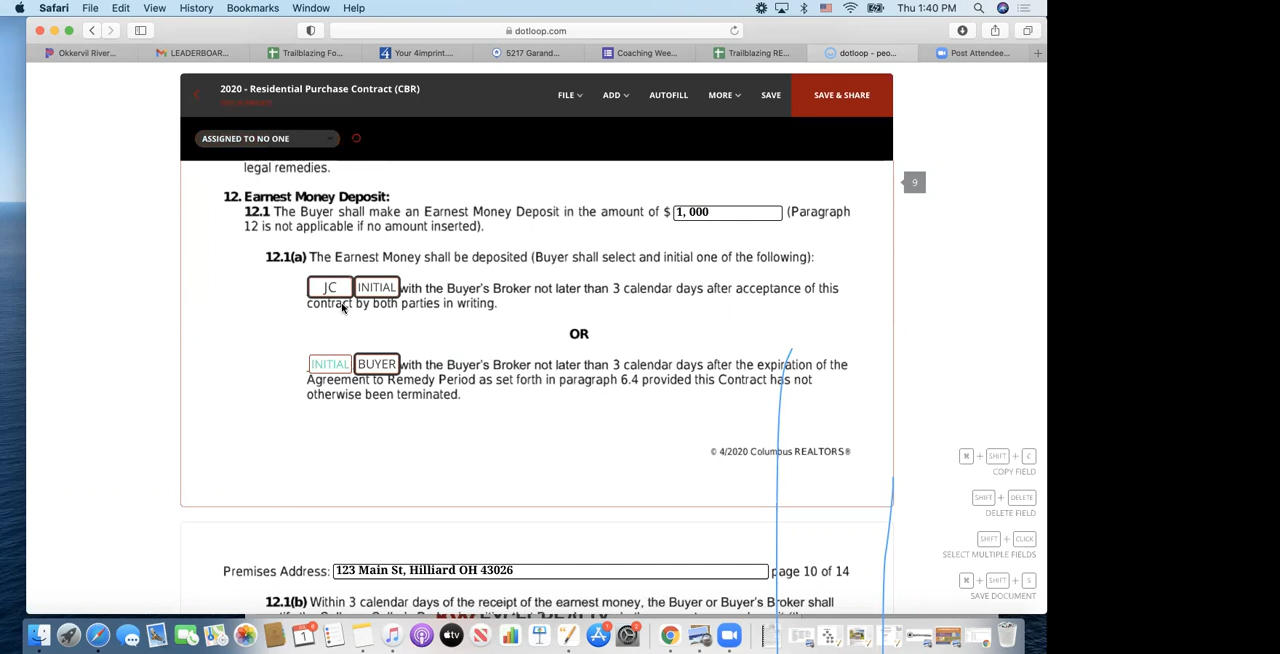 Safari File Edit View History Bookmarks Window Help Thu 1:40 PM
dotloop.com
Okkervil River... LEADERBOAR... Trailblazing Fo... Your 4imprint.... 5217 Garand... Coaching Wee... Trailblazing RE... dotloop - peo... Post Attendee...
2020 - Residential Purchase Contract (CBR)
FILE ADD AUTOFILL MORE SAVE SAVE & SHARE
ASSIGNED TO NO ONE
legal remedies.
9
12. Earnest Money Deposit:
12.1 The Buyer shall make an Earnest Money Deposit in the amount of $ 1, 000 (Paragraph
12 is not applicable if no amount inserted).
12.1(a) The Earnest Money shall be deposited (Buyer shall select and initial one of the following):
JC INITIAL with the Buyer's Broker not later than 3 calendar days after acceptance of this
contract by both parties in writing.
OR
INITIAL BUYER with the Buyer's Broker not later than 3 calendar days after the expiration of the
Agreement to Remedy Period as set forth in paragraph 6.4 provided this Contract has not
otherwise been terminated.
© 4/2020 Columbus REALTORS®
⌘ + SHIFT + C
COPY FIELD
SHIFT + DELETE
DELETE FIELD
SHIFT + CLICK
SELECT MULTIPLE FIELDS
⌘ + SHIFT + S
SAVE DOCUMENT
Premises Address: 123 Main St, Hilliard OH 43026 page 10 of 14
12.1(b) Within 3 calendar days of the receipt of the earnest money, the Buyer or Buyer's Broker shall